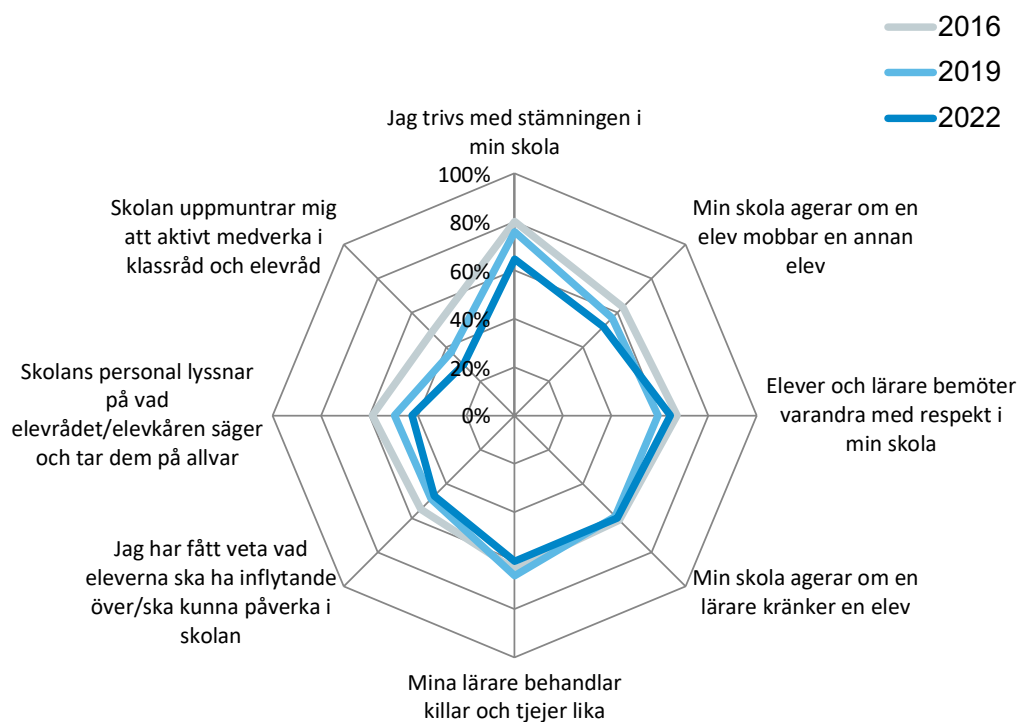 2016
2019
2022
Jag trivs med stämningen i
min skola
Min skola agerar om en
elev mobbar en annan
elev
Elever och lärare bemöter
varandra med respekt i
min skola
Min skola agerar om en
lärare kränker en elev
Mina lärare behandlar
killar och tjejer lika
Jag har fått veta vad
eleverna ska ha inflytande
över/ska kunna påverka i
skolan
Skolans personal lyssnar
på vad
elevrådet/elevkåren säger
och tar dem på allvar
Skolan uppmuntrar mig
att aktivt medverka i
klassråd och elevråd
100%
80%
60%
40%
20%
0%